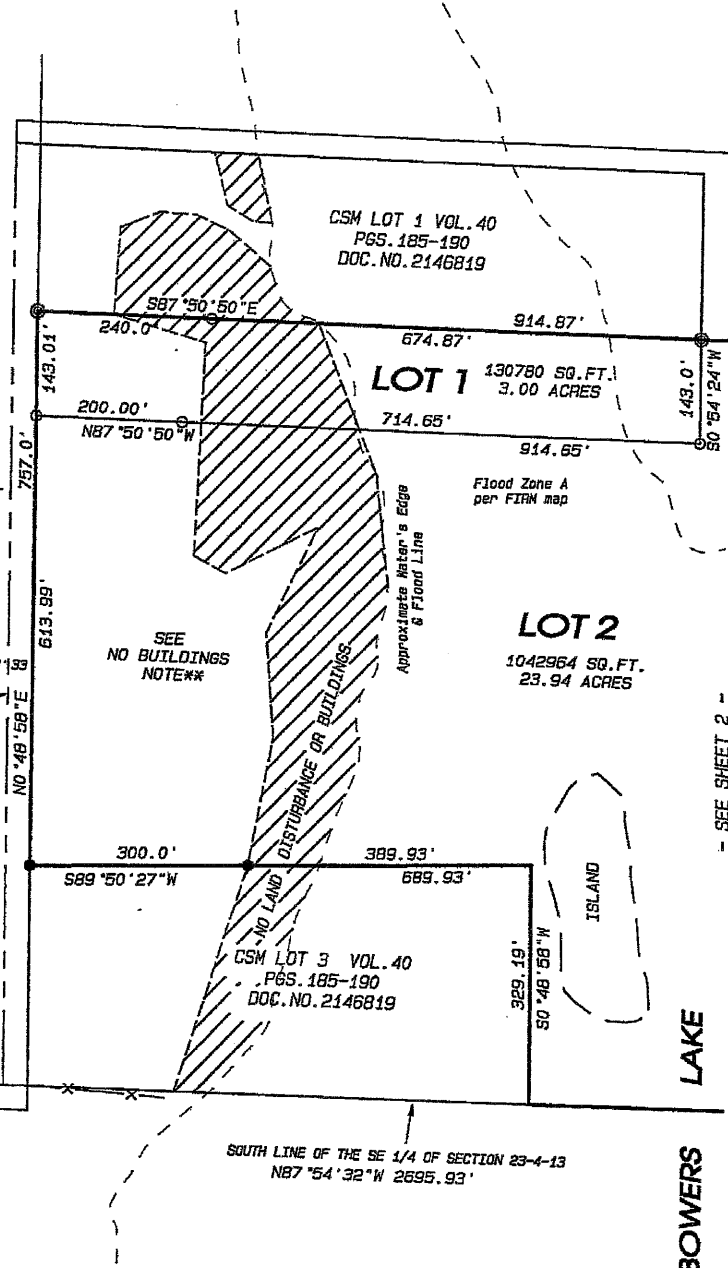 CSM LOT 1 VOL.40
PGS.185-190
DOC.NO.2146819
S87°50'50"E
240.0'
914.87'
674.87'
143.01'
LOT 1
130780 SQ.FT.
3.00 ACRES
143.0'
S0°54'24"W
200.00'
N87°50'50"W
714.65'
914.65'
757.0'
Flood Zone A
per FIRM map
Approximate Water's Edge
& Flood Line
613.99'
SEE
NO BUILDINGS
NOTE**
LOT 2
1042964 SQ.FT.
23.94 ACRES
33
N0°48'58"E
"NO LAND DISTURBANCE OR BUILDINGS"
- SEE SHEET 2 -
300.0'
S89°50'27"W
389.93'
689.93'
ISLAND
CSM LOT 3 VOL.40
PGS.185-190
DOC.NO.2146819
329.19'
S0°48'58"W
SOUTH LINE OF THE SE 1/4 OF SECTION 23-4-13
N87°54'32"W 2695.93'
BOWERS LAKE